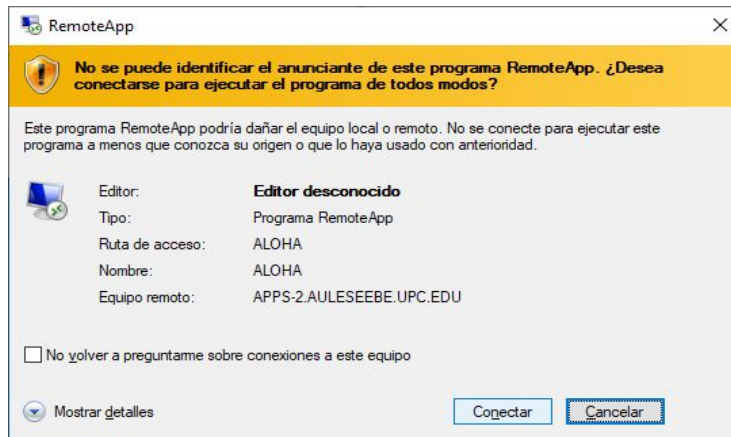 RemoteApp
No se puede identificar el anunciante de este programa RemoteApp. ¿Desea
conectarse para ejecutar el programa de todos modos?
Este programa RemoteApp podría dañar el equipo local o remoto. No se conecte para ejecutar este
programa a menos que conozca su origen o que lo haya usado con anterioridad.
Editor: Editor desconocido
Tipo: Programa RemoteApp
Ruta de acceso: ALOHA
Nombre: ALOHA
Equipo remoto: APPS-2.AULESEEBE.UPC.EDU
No volver a preguntarme sobre conexiones a este equipo
Mostrar detalles Conectar Cancelar